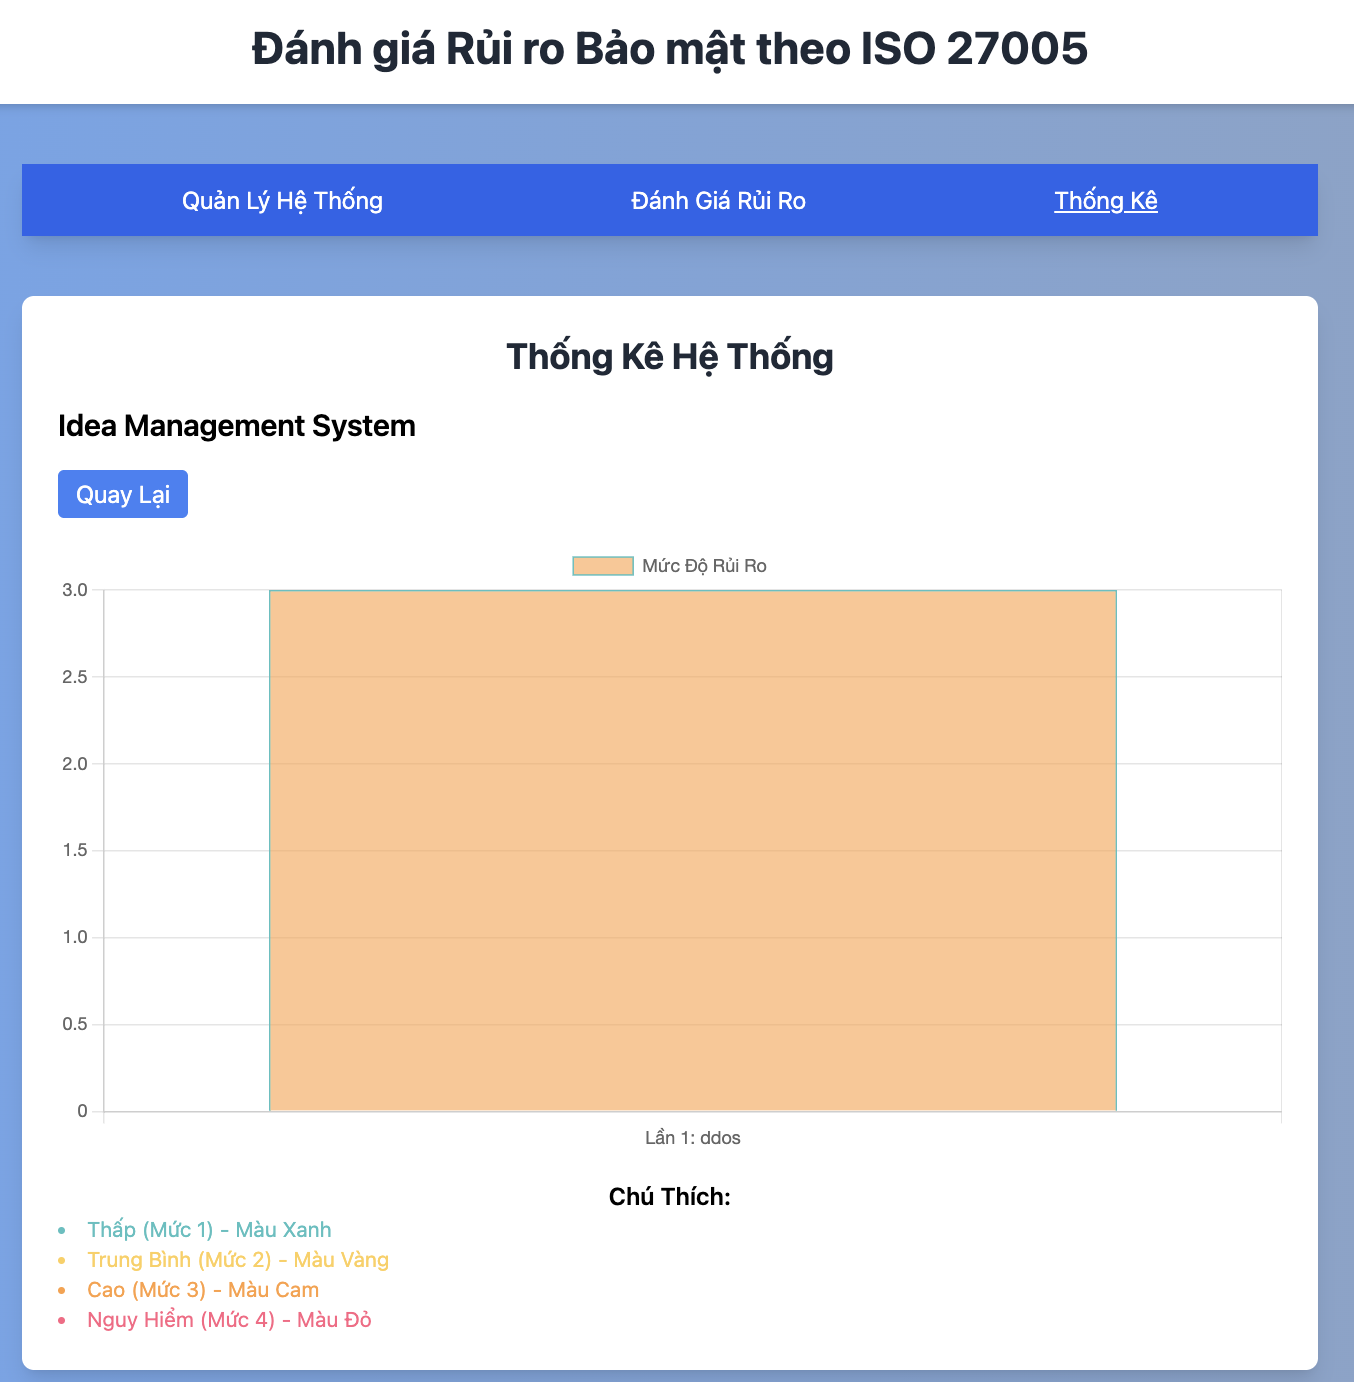 Đánh giá Rủi ro Bảo mật theo ISO 27005
Quản Lý Hệ Thống Đánh Giá Rủi Ro Thống Kê
Thống Kê Hệ Thống
Idea Management System
Quay Lại
Mức Độ Rủi Ro
3.0
2.5
2.0
1.5
1.0
0.5
0
Lần 1: ddos
Chú Thích:
• Thấp (Mức 1) - Màu Xanh
• Trung Bình (Mức 2) - Màu Vàng
• Cao (Mức 3) - Màu Cam
• Nguy Hiểm (Mức 4) - Màu Đỏ